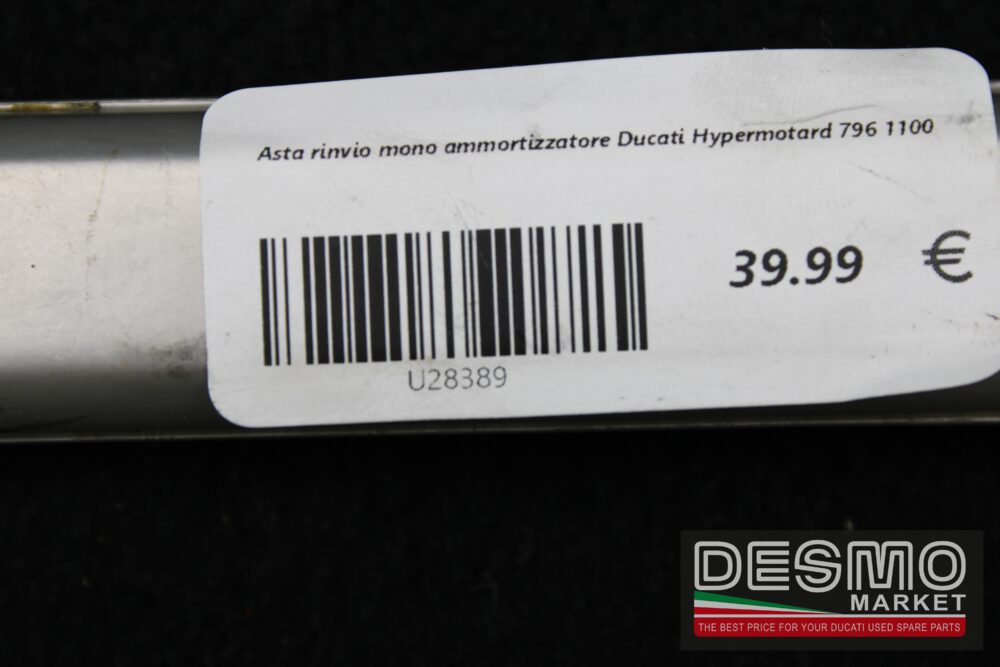 Asta rinvio mono ammortizzatore Ducati Hypermotard 796 1100
39.99 €
U28389
DESMO
MARKET
THE BEST PRICE FOR YOUR DUCATI USED SPARE PARTS